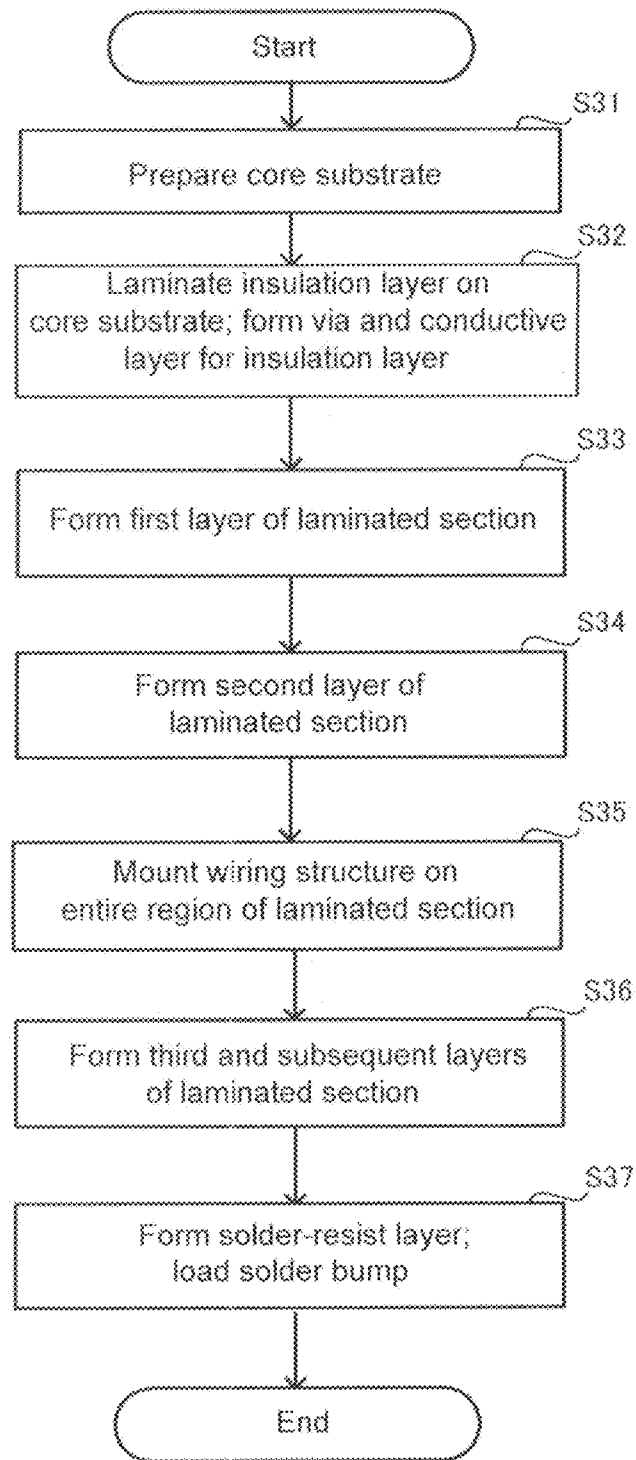 Start
S31
Prepare core substrate
S32
Laminate insulation layer on
core substrate; form via and conductive
layer for insulation layer
S33
Form first layer of laminated section
S34
Form second layer of
laminated section
S35
Mount wiring structure on
entire region of laminated section
S36
Form third and subsequent layers
of laminated section
S37
Form solder-resist layer;
load solder bump
End